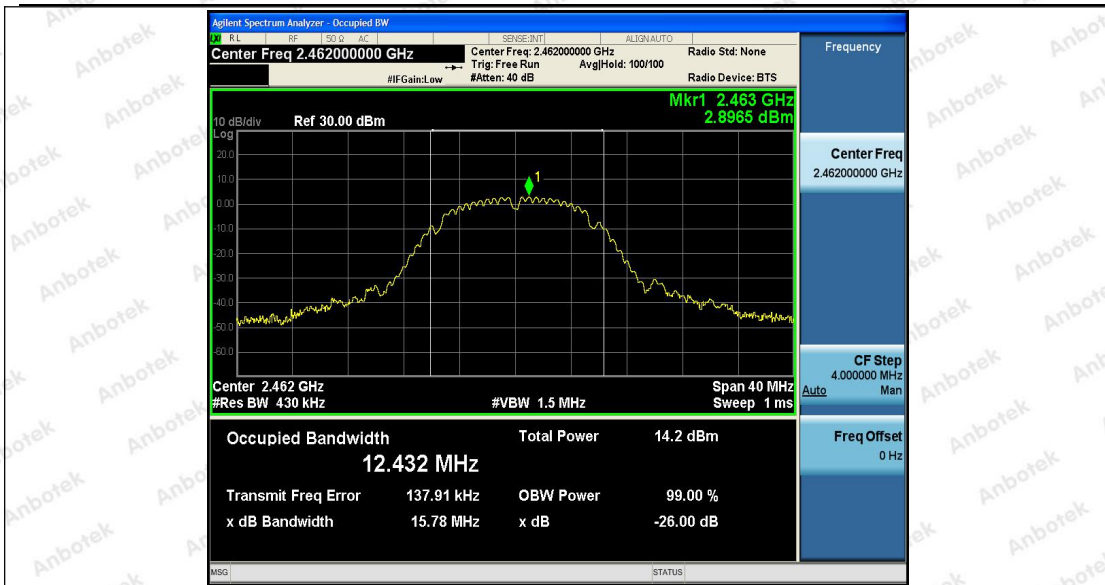 Agilent Spectrum Analyzer - Occupied BW
LXI RL RF 50 Ω AC SENSE:INT ALIGN AUTO
Center Freq 2.462000000 GHz
Center Freq: 2.462000000 GHz
Radio Std: None
Trig: Free Run Avg|Hold: 100/100
#IFGain:Low #Atten: 40 dB Radio Device: BTS
Mkr1 2.463 GHz
2.8965 dBm
10 dB/div Ref 30.00 dBm
Log
20.0
10.0
0.00
-10.0
-20.0
-30.0
-40.0
-50.0
-60.0
1
Center 2.462 GHz Span 40 MHz
#Res BW 430 kHz #VBW 1.5 MHz Sweep 1 ms
Occupied Bandwidth Total Power 14.2 dBm
12.432 MHz
Transmit Freq Error 137.91 kHz OBW Power 99.00 %
x dB Bandwidth 15.78 MHz x dB -26.00 dB
MSG STATUS
Frequency
Center Freq
2.462000000 GHz
CF Step
4.000000 MHz
Auto Man
Freq Offset
0 Hz
Anbotek